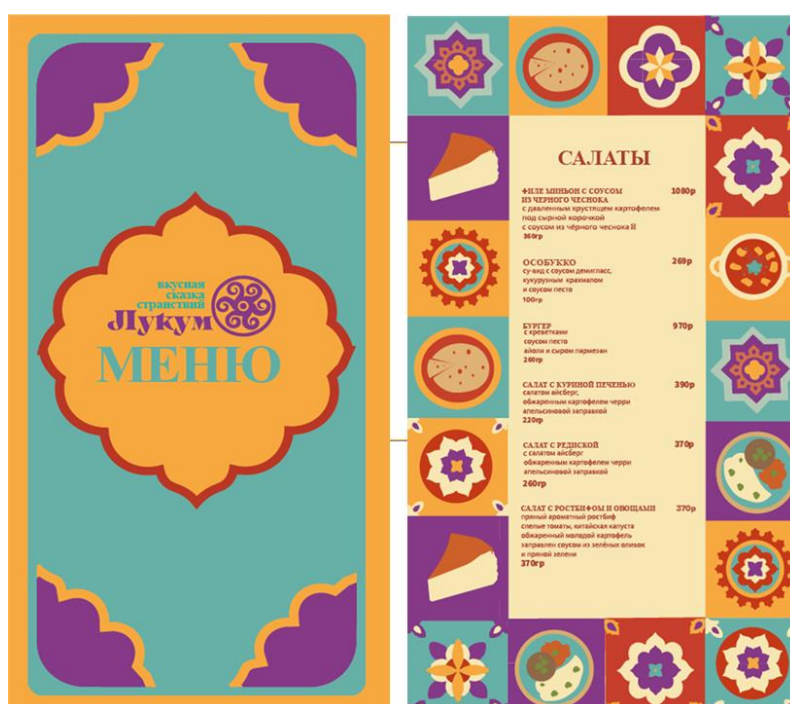 вкусная
сказка
странствий
Лукум
МЕНЮ
САЛАТЫ
ФИЛЕ МИНЬОН С СОУСОМ 1080р
ИЗ ЧЕРНОГО ЧЕСНОКА
с давленным хрустящем картофелем
под сырной корочкой
с соусом из чёрного чеснока И
360гр
ОСОБУККО 269р
су-вид с соусом демигласс,
кукурузным крахмалом
и соусом песто
100гр
БУРГЕР 970р
с креветками
соусом песто
айоли и сыром пармезан
260гр
САЛАТ С КУРИНОЙ ПЕЧЕНЬЮ 390р
салатом айсберг,
обжаренным картофелем черри
апельсиновой заправкой
220гр
САЛАТ С РЕДИСКОЙ 370р
с салатом айсберг
обжаренным картофелем черри
апельсиновой заправкой
260гр
САЛАТ С РОСТБИФОМ И ОВОЩАМИ 370р
пряный ароматный ростбиф
спелые томаты, китайская капуста
обжаренный молодой картофель
заправлен соусом из зелёных оливок
и пряной зелени
370гр